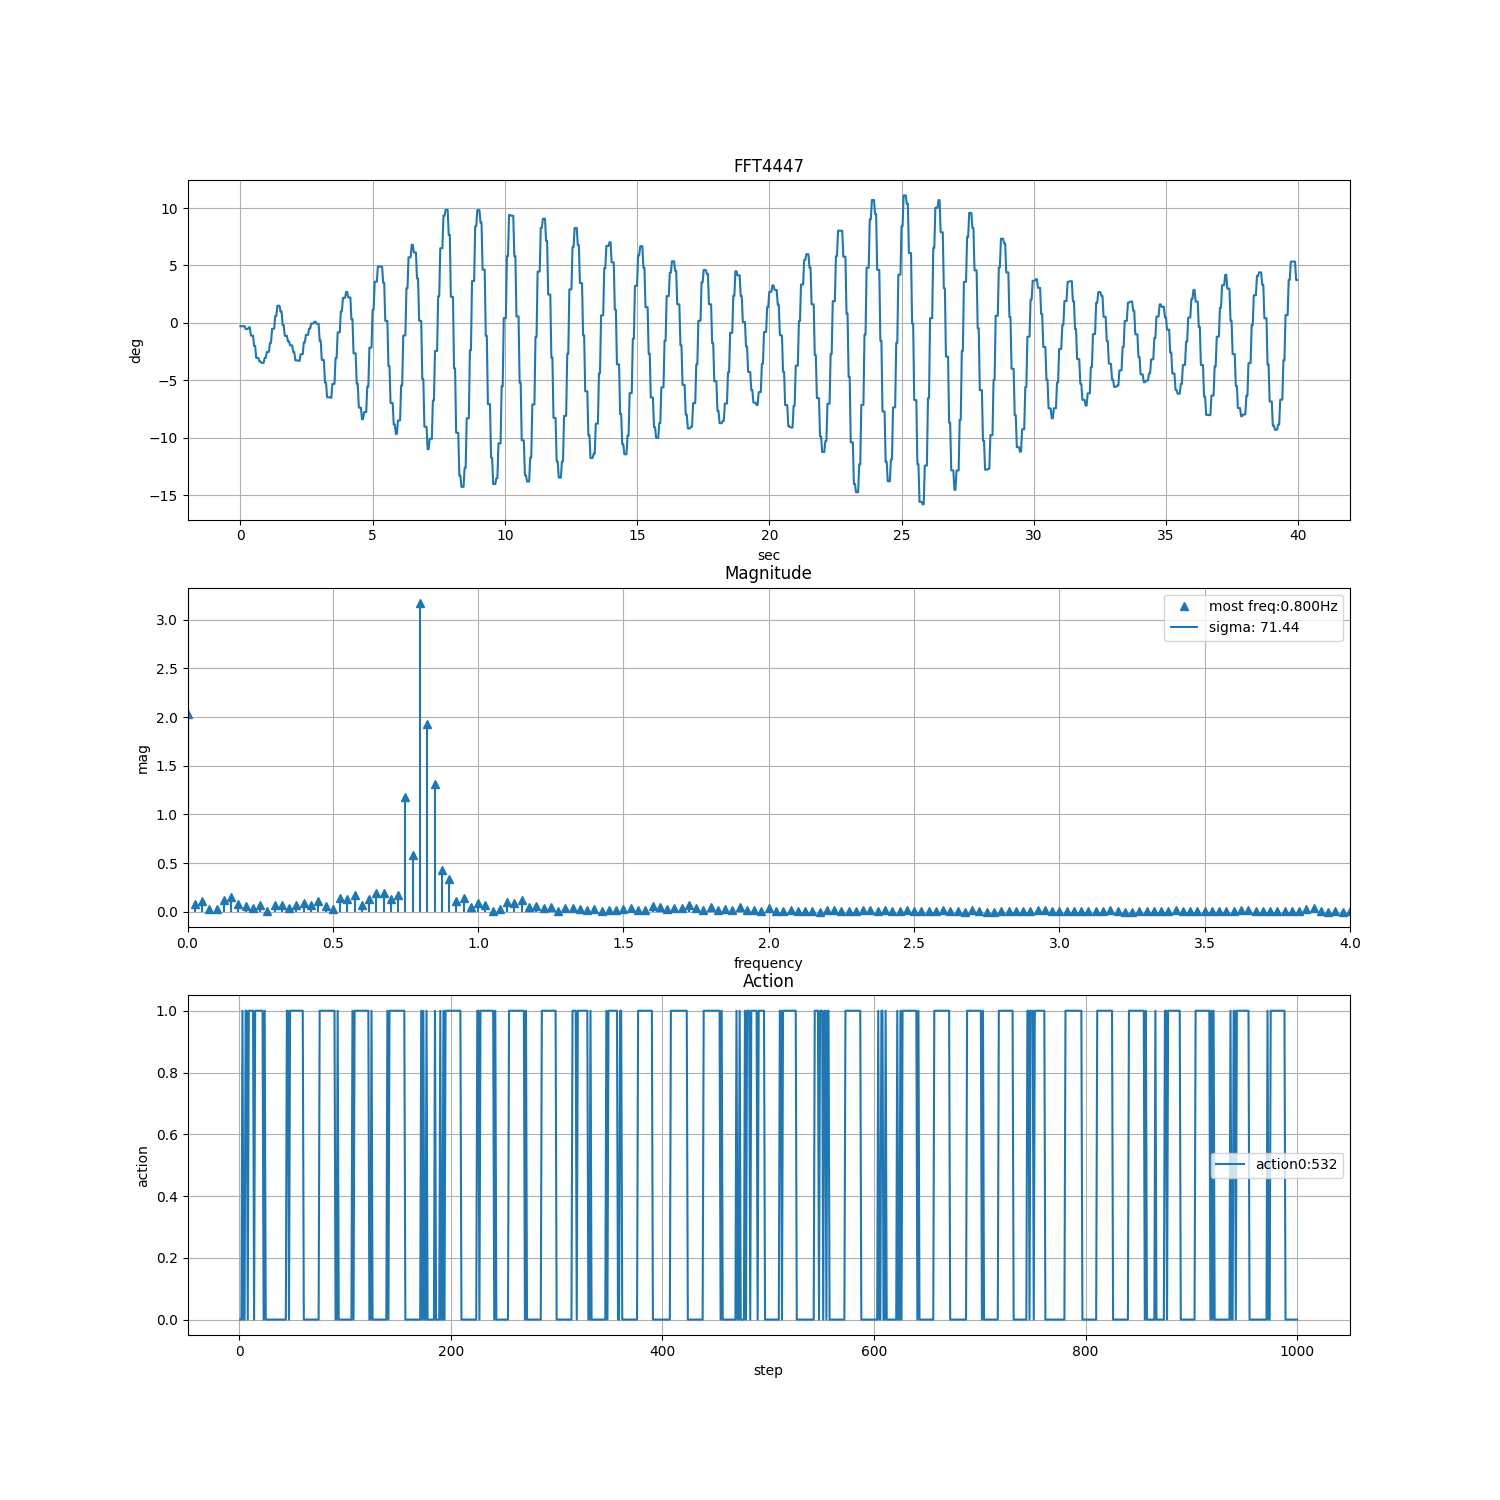 FFT4447
10
5
0
−5
−10
−15
deg
0 5 10 15 20 25 30 35 40
sec
Magnitude
most freq:0.800Hz
sigma: 71.44
3.0
2.5
2.0
1.5
1.0
0.5
0.0
mag
0.0 0.5 1.0 1.5 2.0 2.5 3.0 3.5 4.0
frequency
Action
1.0
0.8
0.6
0.4
0.2
0.0
action
action0:532
0 200 400 600 800 1000
step